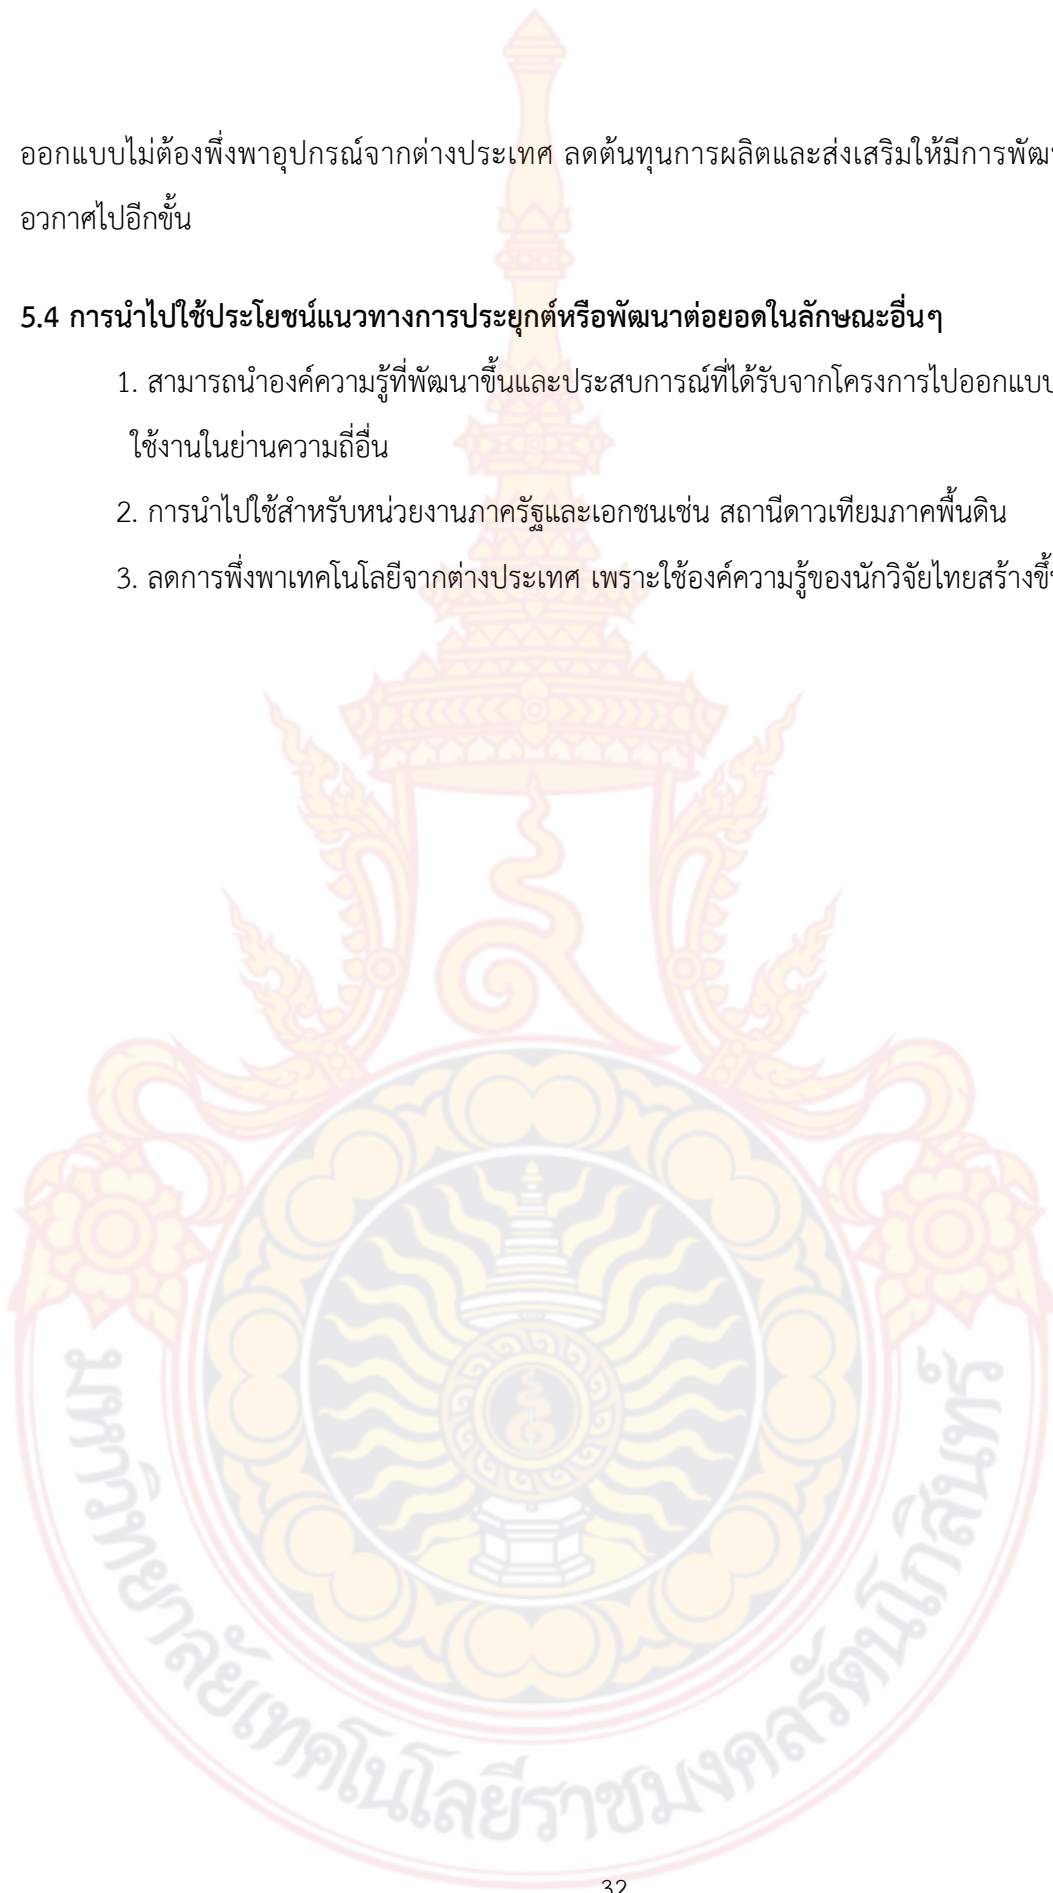 ออกแบบไม่ต้องพึ่งพาอุปกรณ์จากต่างประเทศ ลดต้นทุนการผลิตและส่งเสริมให้มีการ
อวกาศไปอีกขั้น
5.4 การนำไปใช้ประโยชน์แนวทางการประยุกต์หรือพัฒนาต่อยอดในลักษณะอื่นๆ
1. สามารถนำองค์ความรู้ที่พัฒนาขึ้นและประสบการณ์ที่ได้รับจากโครงการไปออกแบบ
ใช้งานในย่านความถี่อื่น
2. การนำไปใช้สำหรับหน่วยงานภาครัฐและเอกชนเช่น สถานีดาวเทียมภาคพื้นดิน
3. ลดการพึ่งพาเทคโนโลยีจากต่างประเทศ เพราะใช้องค์ความรู้ของนักวิจัยไทยสร้างขึ้น
มหาวิทยาลัยเทคโนโลยีราชมงคลรัตนโกสินทร์
32